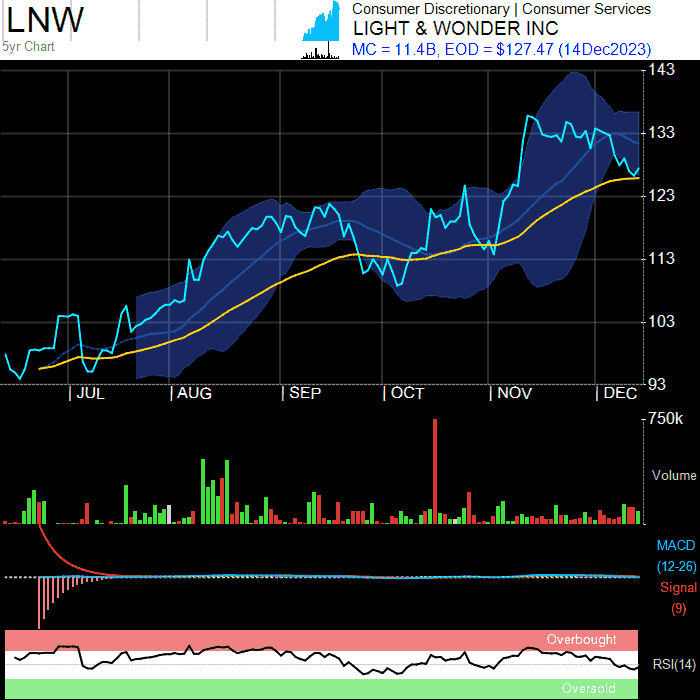 LNW
5yr Chart
Consumer Discretionary | Consumer Services
LIGHT & WONDER INC
MC = 11.4B, EOD = $127.47 (14Dec2023)
143
133
123
113
103
93
JUL
AUG
SEP
OCT
NOV
DEC
750k
Volume
MACD
(12-26)
Signal
(9)
Overbought
RSI(14)
Oversold